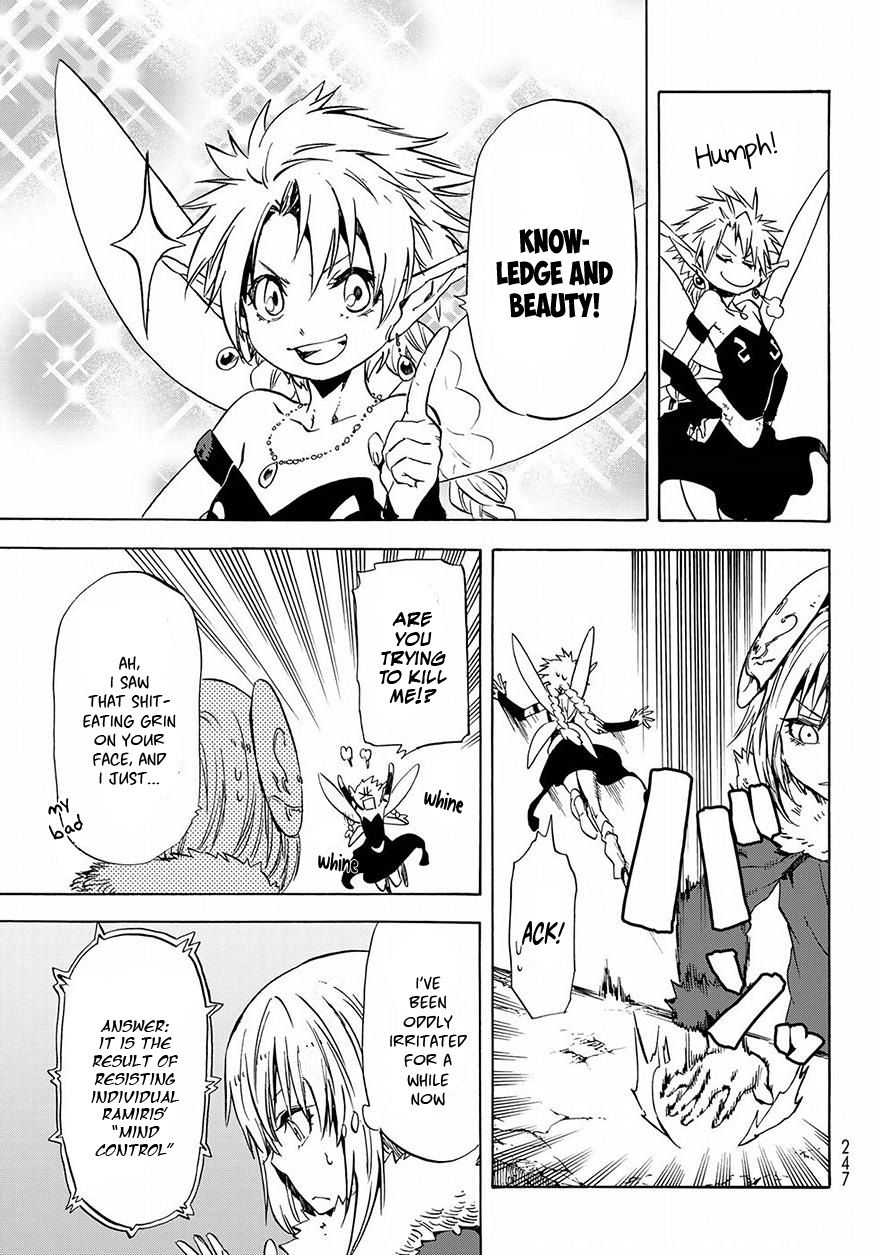 Humph!
KNOW-
LEDGE AND
BEAUTY!
ACK!
ARE
YOU
TRYING
TO KILL
ME!?
whine
whine
AH,
I SAW
THAT SHIT-
EATING GRIN
ON YOUR
FACE, AND
I JUST...
my
bad
I'VE
BEEN
ODDLY
IRRITATED
FOR A
WHILE
NOW
ANSWER:
IT IS THE
RESULT OF
RESISTING
INDIVIDUAL
RAMIRIS'
"MIND
CONTROL"
247